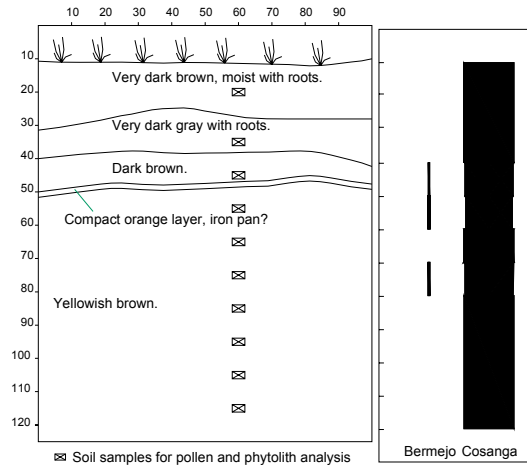 10 20 30 40 50 60 70 80 90
10
Very dark brown, moist with roots.
20
30
Very dark gray with roots.
40
Dark brown.
50
Compact orange layer, iron pan?
60
70
80
Yellowish brown.
90
100
110
120
Soil samples for pollen and phytolith analysis
Bermejo Cosanga